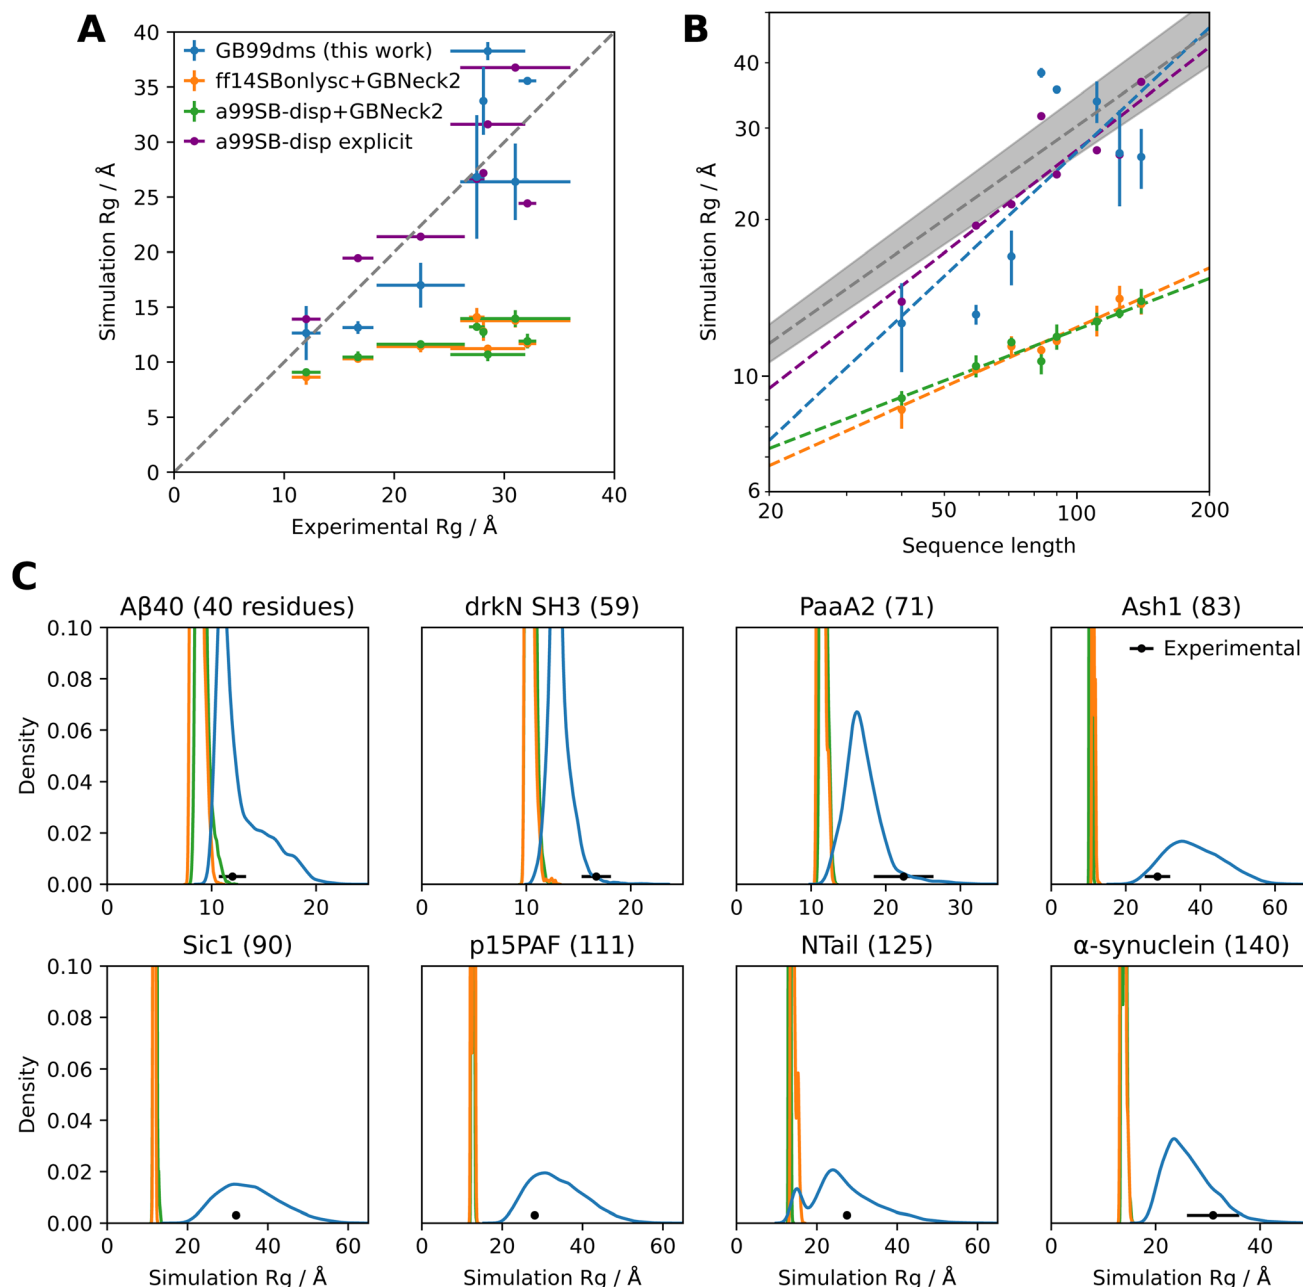 A
40
35
30
25
20
15
10
5
0
Simulation Rg / Å
GB99dms (this work)
ff14SBonlysc+GBNeck2
a99SB-disp+GBNeck2
a99SB-disp explicit
0 10 20 30 40
Experimental Rg / Å
B
40
30
20
10
6
Simulation Rg / Å
20 50 100 200
Sequence length
C
Aβ40 (40 residues)
0.10
0.08
0.06
0.04
0.02
0.00
Density
0 10 20
drkN SH3 (59)
0 10 20
PaaA2 (71)
0 10 20 30
Ash1 (83)
Experimental
0 20 40 60
Sic1 (90)
0.10
0.08
0.06
0.04
0.02
0.00
Density
0 20 40 60
Simulation Rg / Å
p15PAF (111)
0 20 40 60
Simulation Rg / Å
NTail (125)
0 20 40 60
Simulation Rg / Å
α-synuclein (140)
0 20 40
Simulation Rg / Å